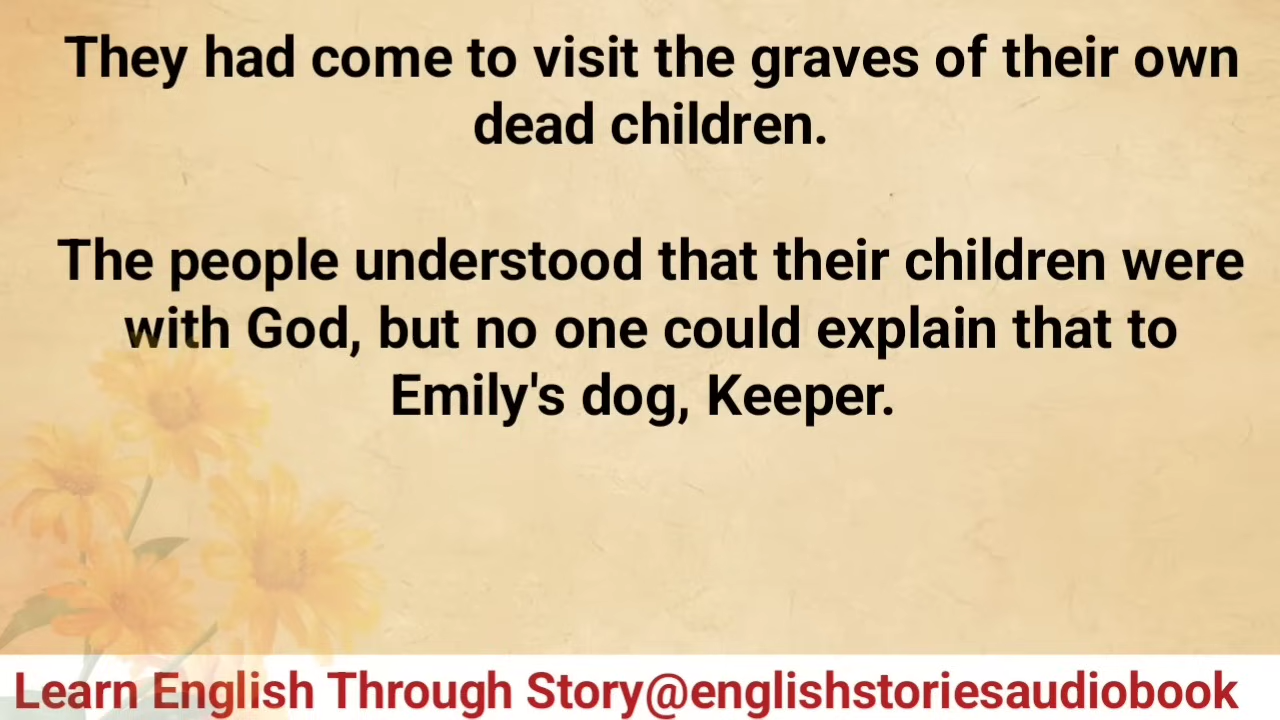 They had come to visit the graves of their own
dead children.
The people understood that their children were
with God, but no one could explain that to
Emily's dog, Keeper.
Learn English Through Story@englishstoriesaudiobook